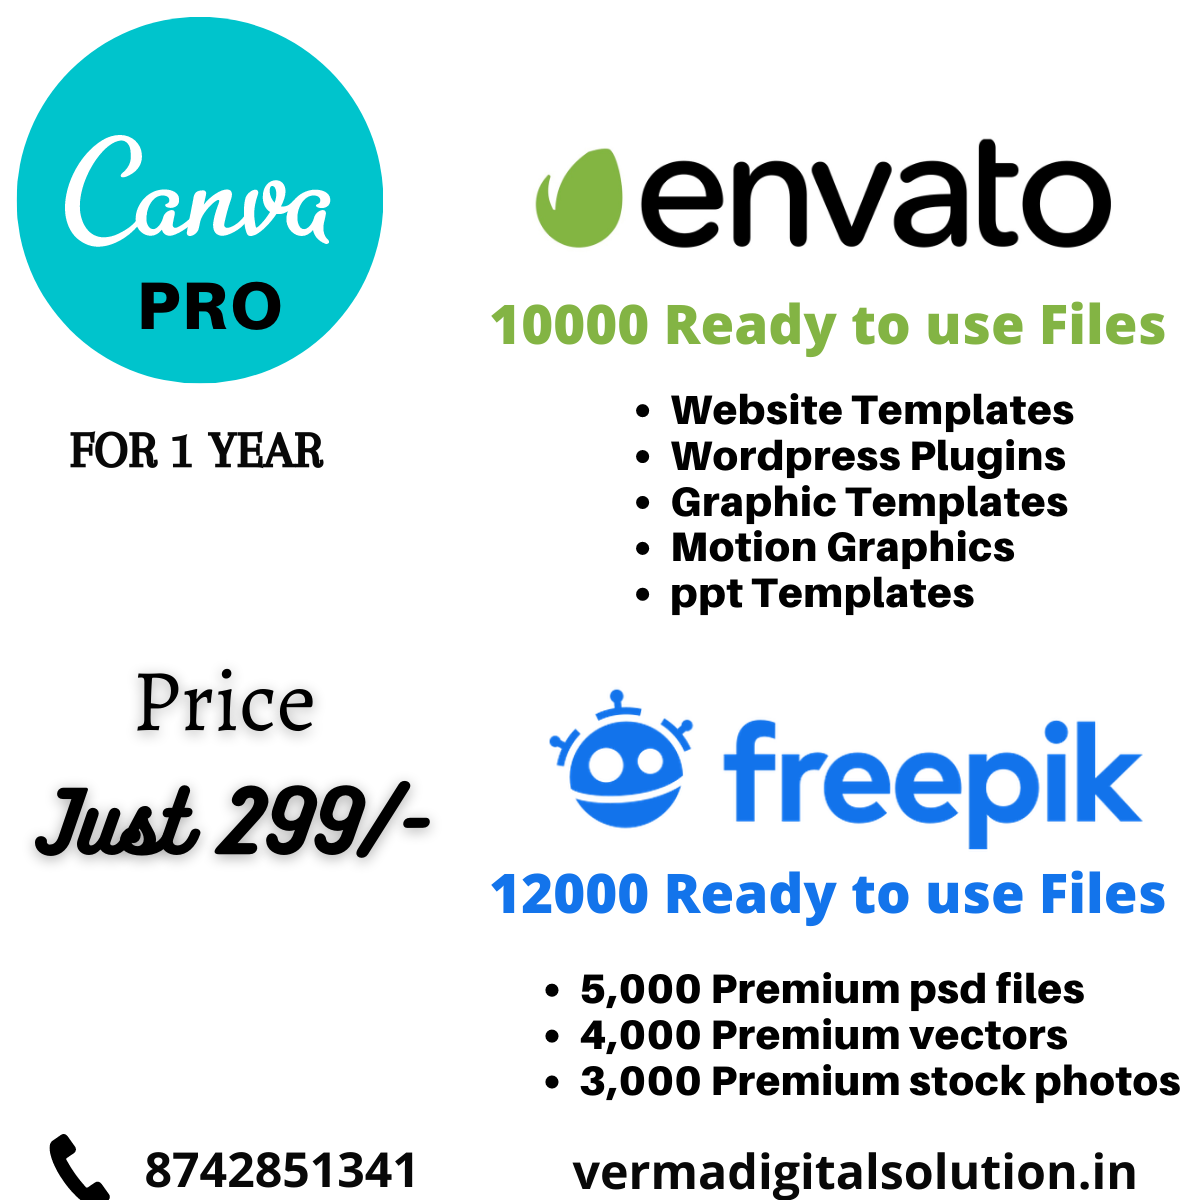 Canva
PRO
FOR 1 YEAR
Price
Just 299/-
envato
10000 Ready to use Files
• Website Templates
• Wordpress Plugins
• Graphic Templates
• Motion Graphics
• ppt Templates
freepik
12000 Ready to use Files
• 5,000 Premium psd files
• 4,000 Premium vectors
• 3,000 Premium stock photos
8742851341
vermadigitalsolution.in